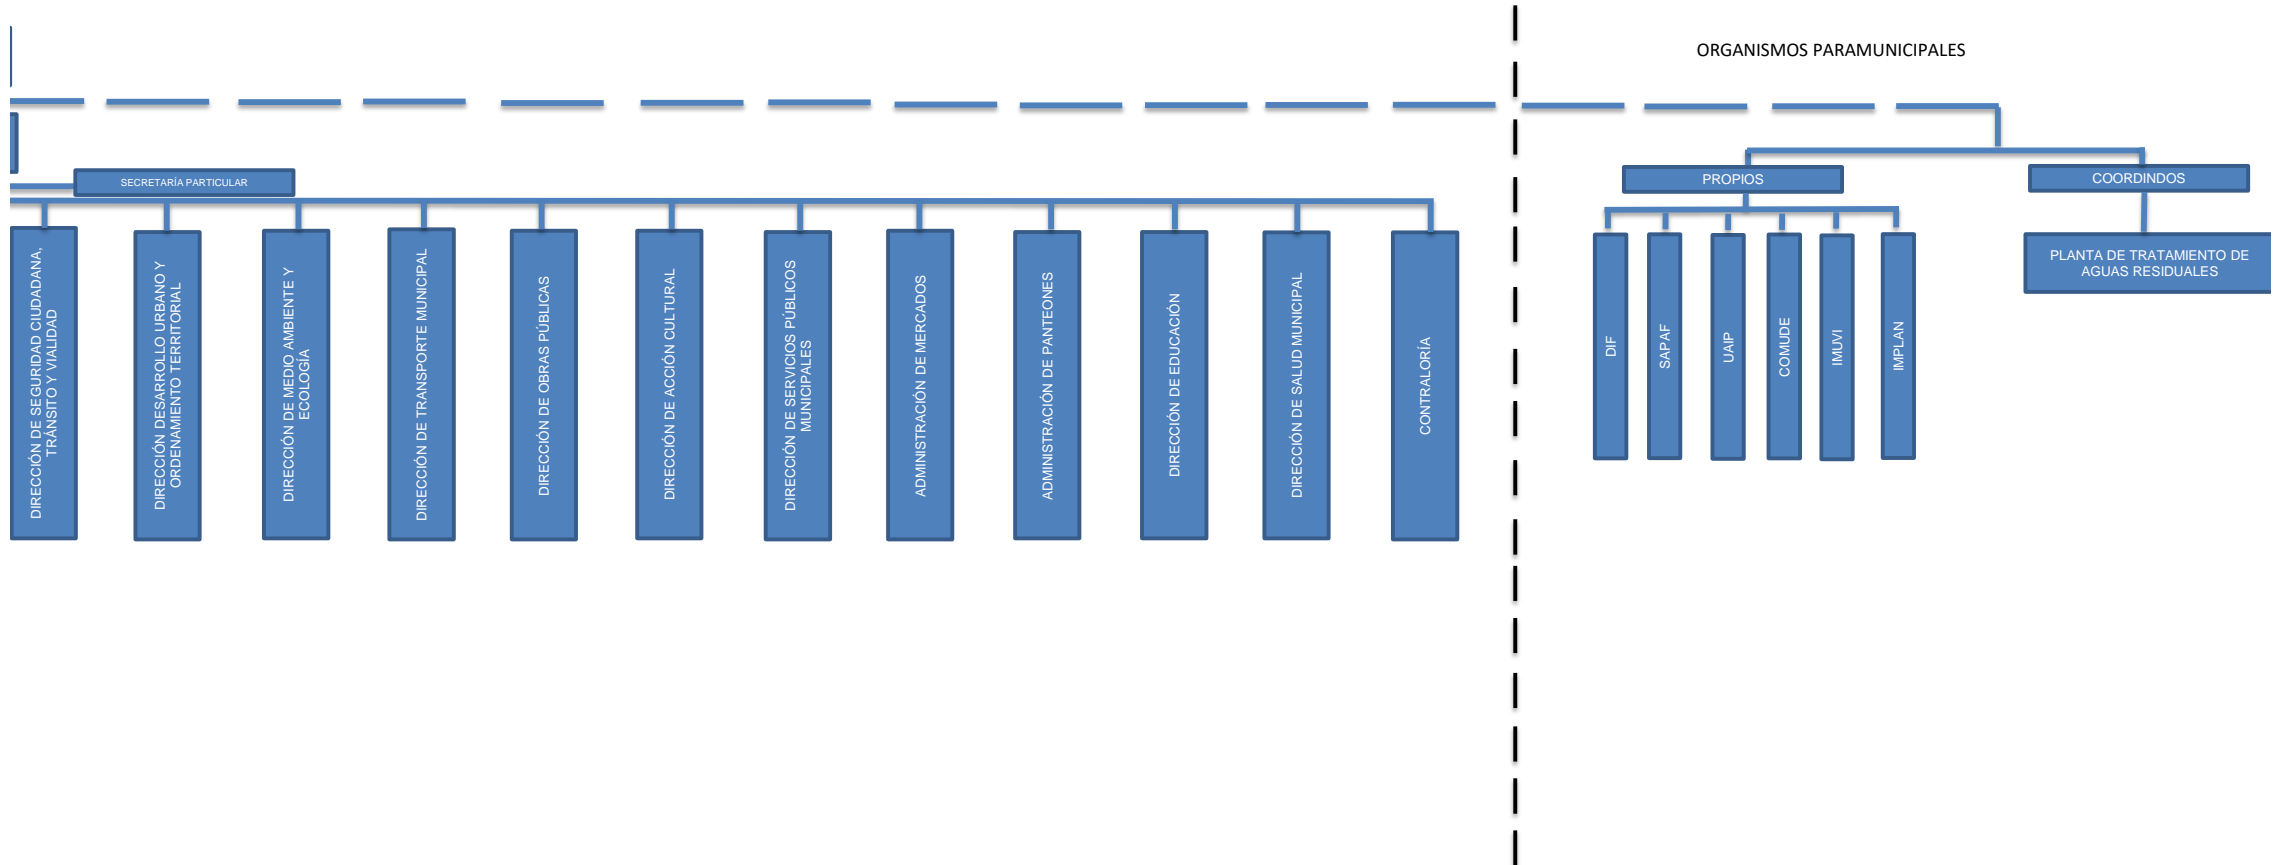 ORGANISMOS PARAMUNICIPALES
SECRETARÍA PARTICULAR
PROPIOS
COORDINDOS
DIRECCIÓN DE SEGURIDAD CIUDADANA,
TRÁNSITO Y VIALIDAD
DIRECCIÓN DESARROLLO URBANO Y
ORDENAMIENTO TERRITORIAL
DIRECCIÓN DE MEDIO AMBIENTE Y
ECOLOGÍA
DIRECCIÓN DE TRANSPORTE MUNICIPAL
DIRECCIÓN DE OBRAS PÚBLICAS
DIRECCIÓN DE ACCIÓN CULTURAL
DIRECCIÓN DE SERVICIOS PÚBLICOS
MUNICIPALES
ADMINISTRACIÓN DE MERCADOS
ADMINISTRACIÓN DE PANTEONES
DIRECCIÓN DE EDUCACIÓN
DIRECCIÓN DE SALUD MUNICIPAL
CONTRALORÍA
DIF
SAPAF
UAIP
COMUDE
IMUVI
IMPLAN
PLANTA DE TRATAMIENTO DE
AGUAS RESIDUALES